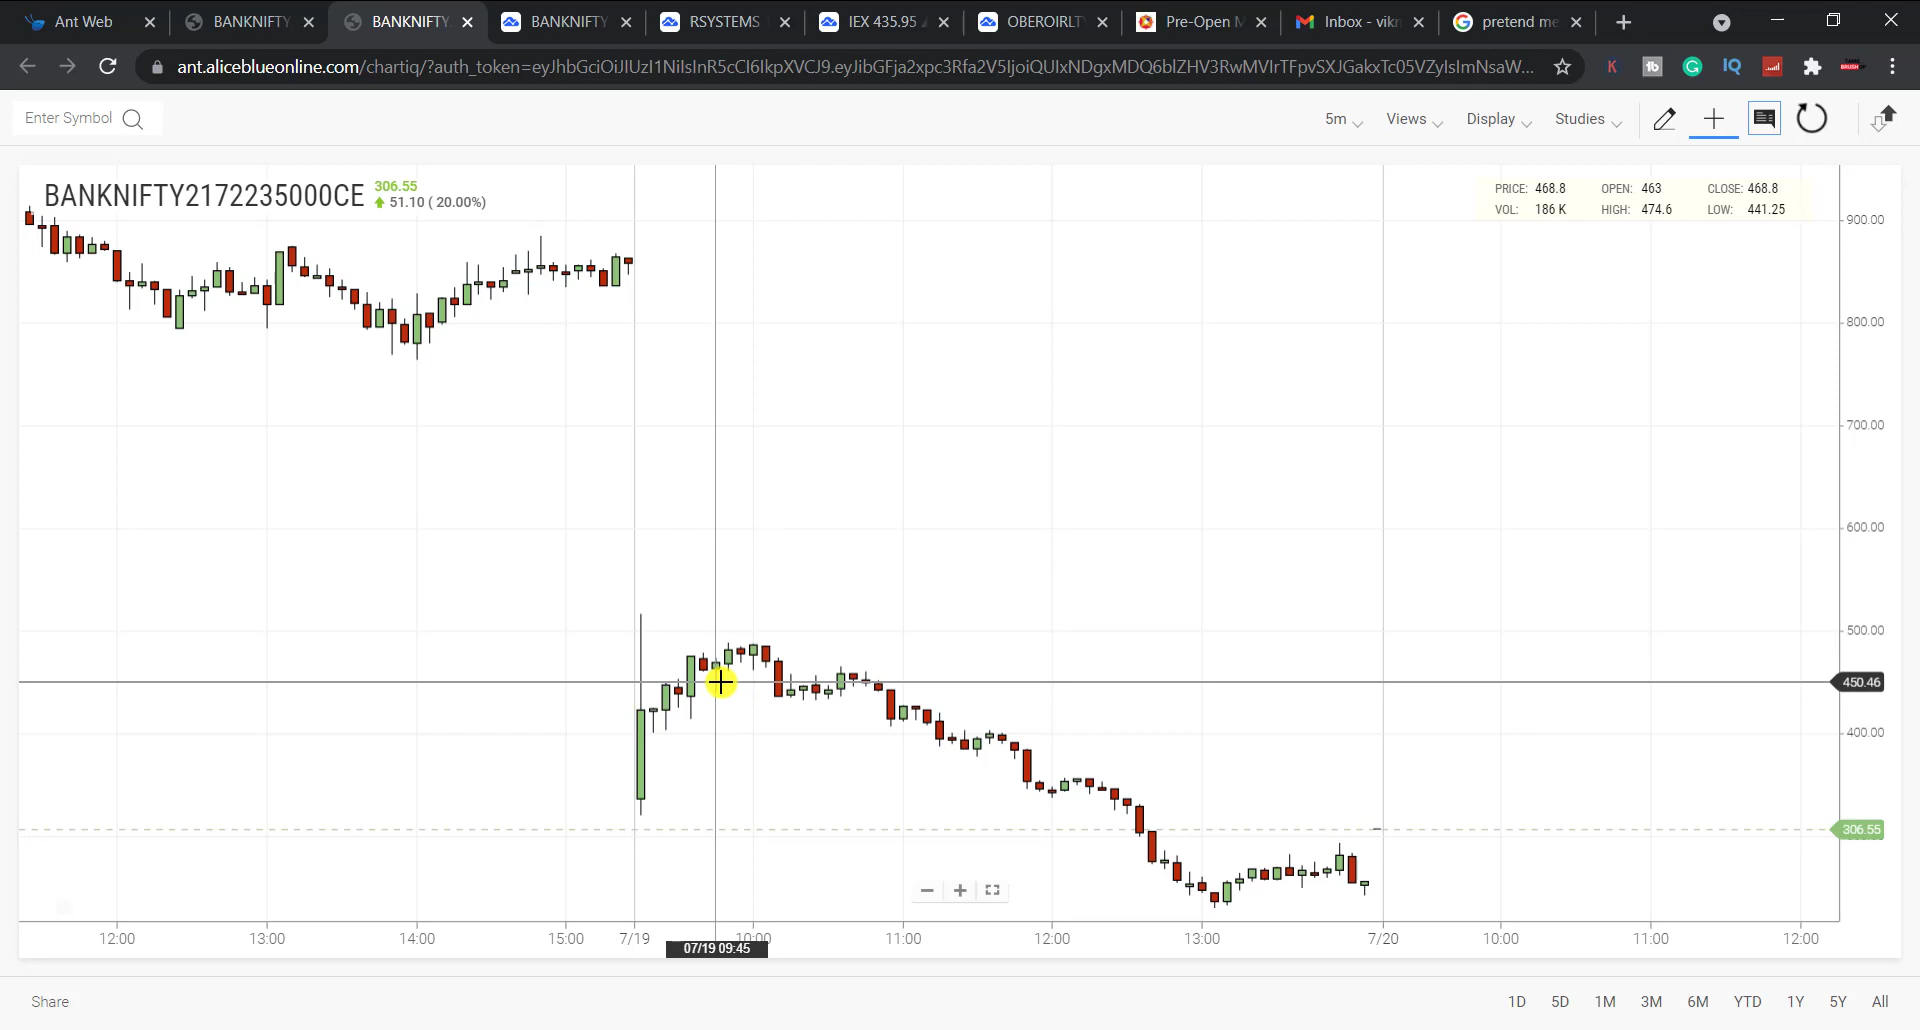 Ant Web
BANKNIFTY
BANKNIFTY
BANKNIFTY
RSYSTEMS
IEX 435.95
OBEROIRLT
Pre-Open M
Inbox - vikr
pretend me
ant.aliceblueonline.com/chartiq/?auth_token=eyJhbGciOiJIUzI1NiIsInR5cCI6IkpXVCJ9.eyJibGFja2xpc3Rfa2V5IjoiQUIxNDgxMDQ6blZHV3RwMVIrTFpvSXJGakxTc05VZyIsImNsaW...
Enter Symbol
5m
Views
Display
Studies
BANKNIFTY2172235000CE
306.55
51.10 ( 20.00%)
PRICE: 468.8 OPEN: 463 CLOSE: 468.8
VOL: 186 K HIGH: 474.6 LOW: 441.25
900.00
800.00
700.00
600.00
500.00
450.46
400.00
306.55
12:00 13:00 14:00 15:00 7/19 10:00 11:00 12:00 13:00 7/20 10:00 11:00 12:00
07/19 09:45
Share
1D 5D 1M 3M 6M YTD 1Y 5Y All